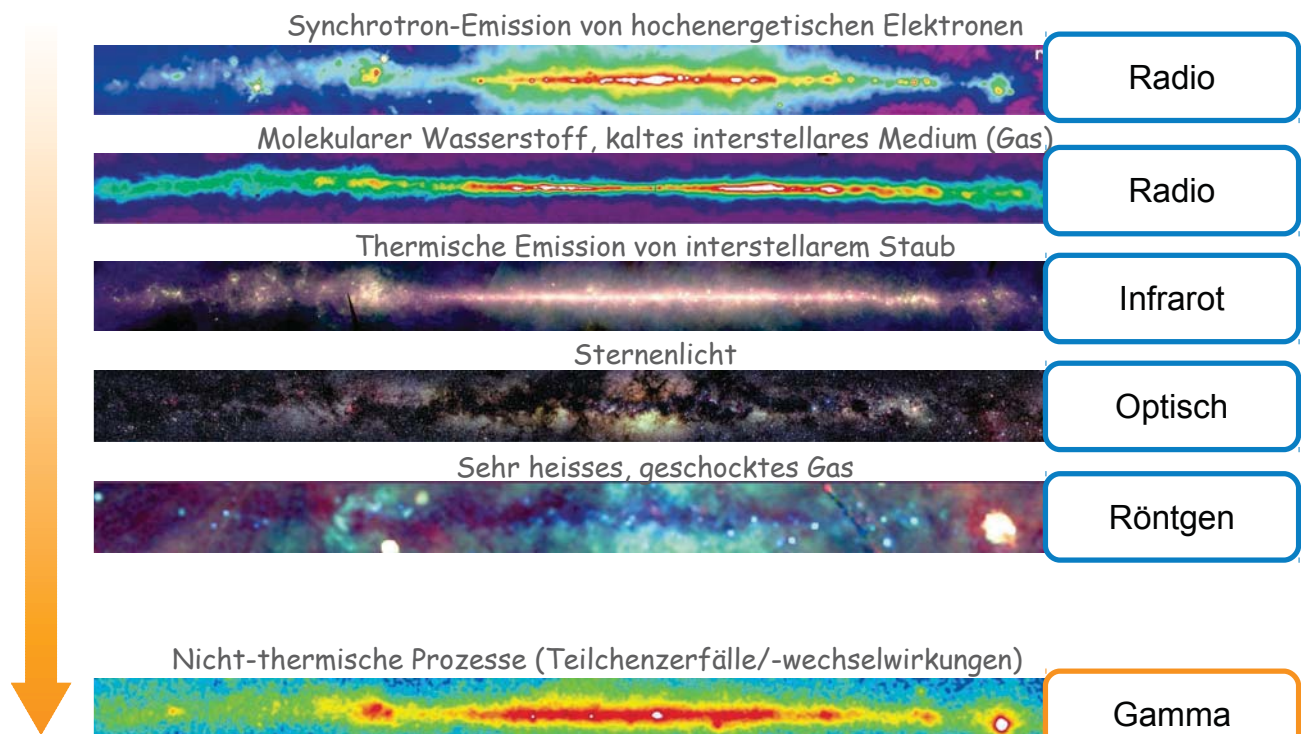 Synchrotron-Emission von hochenergetischen Elektronen
Radio
Molekularer Wasserstoff, kaltes interstellares Medium (Gas)
Radio
Thermische Emission von interstellarem Staub
Infrarot
Sternenlicht
Optisch
Sehr heisses, geschocktes Gas
Röntgen
Nicht-thermische Prozesse (Teilchenzerfälle/-wechselwirkungen)
Gamma